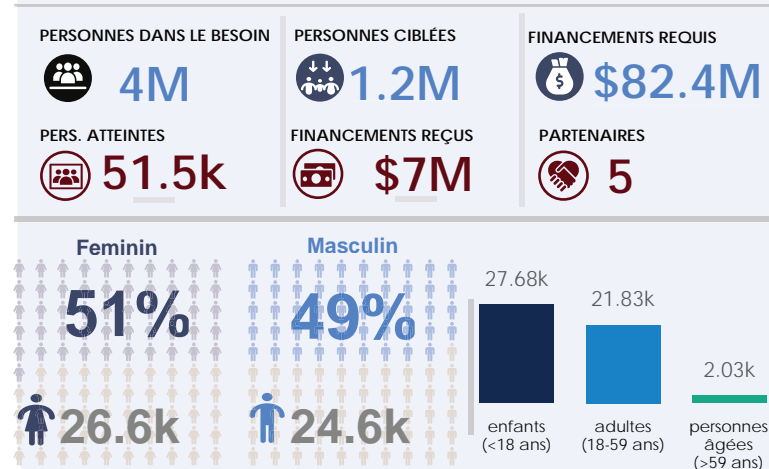 PERSONNES DANS LE BESOIN
4M
PERSONNES CIBLÉES
1.2M
FINANCEMENTS REQUIS
$82.4M
PERS. ATTEINTES
51.5k
FINANCEMENTS REÇUS
$7M
PARTENAIRES
5
Feminin
51%
26.6k
Masculin
49%
24.6k
27.68k
enfants
(<18 ans)
21.83k
adultes
(18-59 ans)
2.03k
personnes
âgées
(>59 ans)